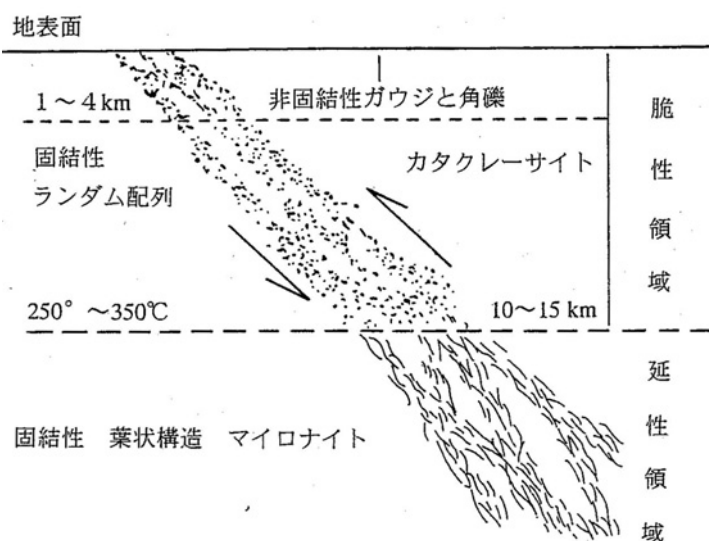 地表面
1～4km
非固結性ガウジと角礫
固結性
ランダム配列
カタクレーサイト
250°～350℃
10～15 km
脆性領域
固結性 葉状構造 マイロナイト
延性領域